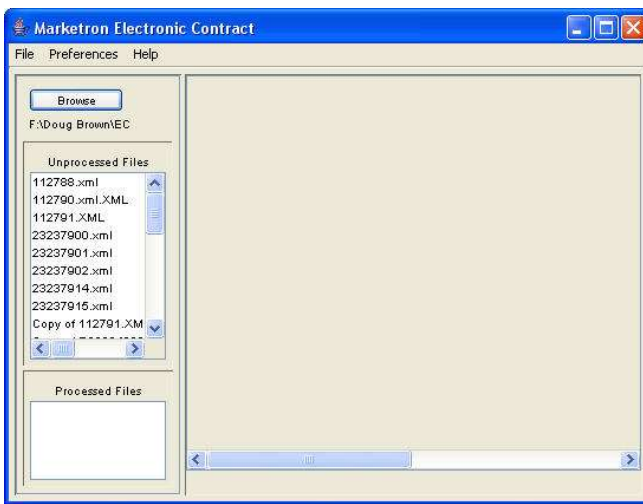 Marketron Electronic Contract
File Preferences Help
Browse
F:\Doug Brown\EC
Unprocessed Files
112788.xml
112790.xml.XML
112791.XML
23237900.xml
23237901.xml
23237902.xml
23237914.xml
23237915.xml
Copy of 112791.XM
Processed Files